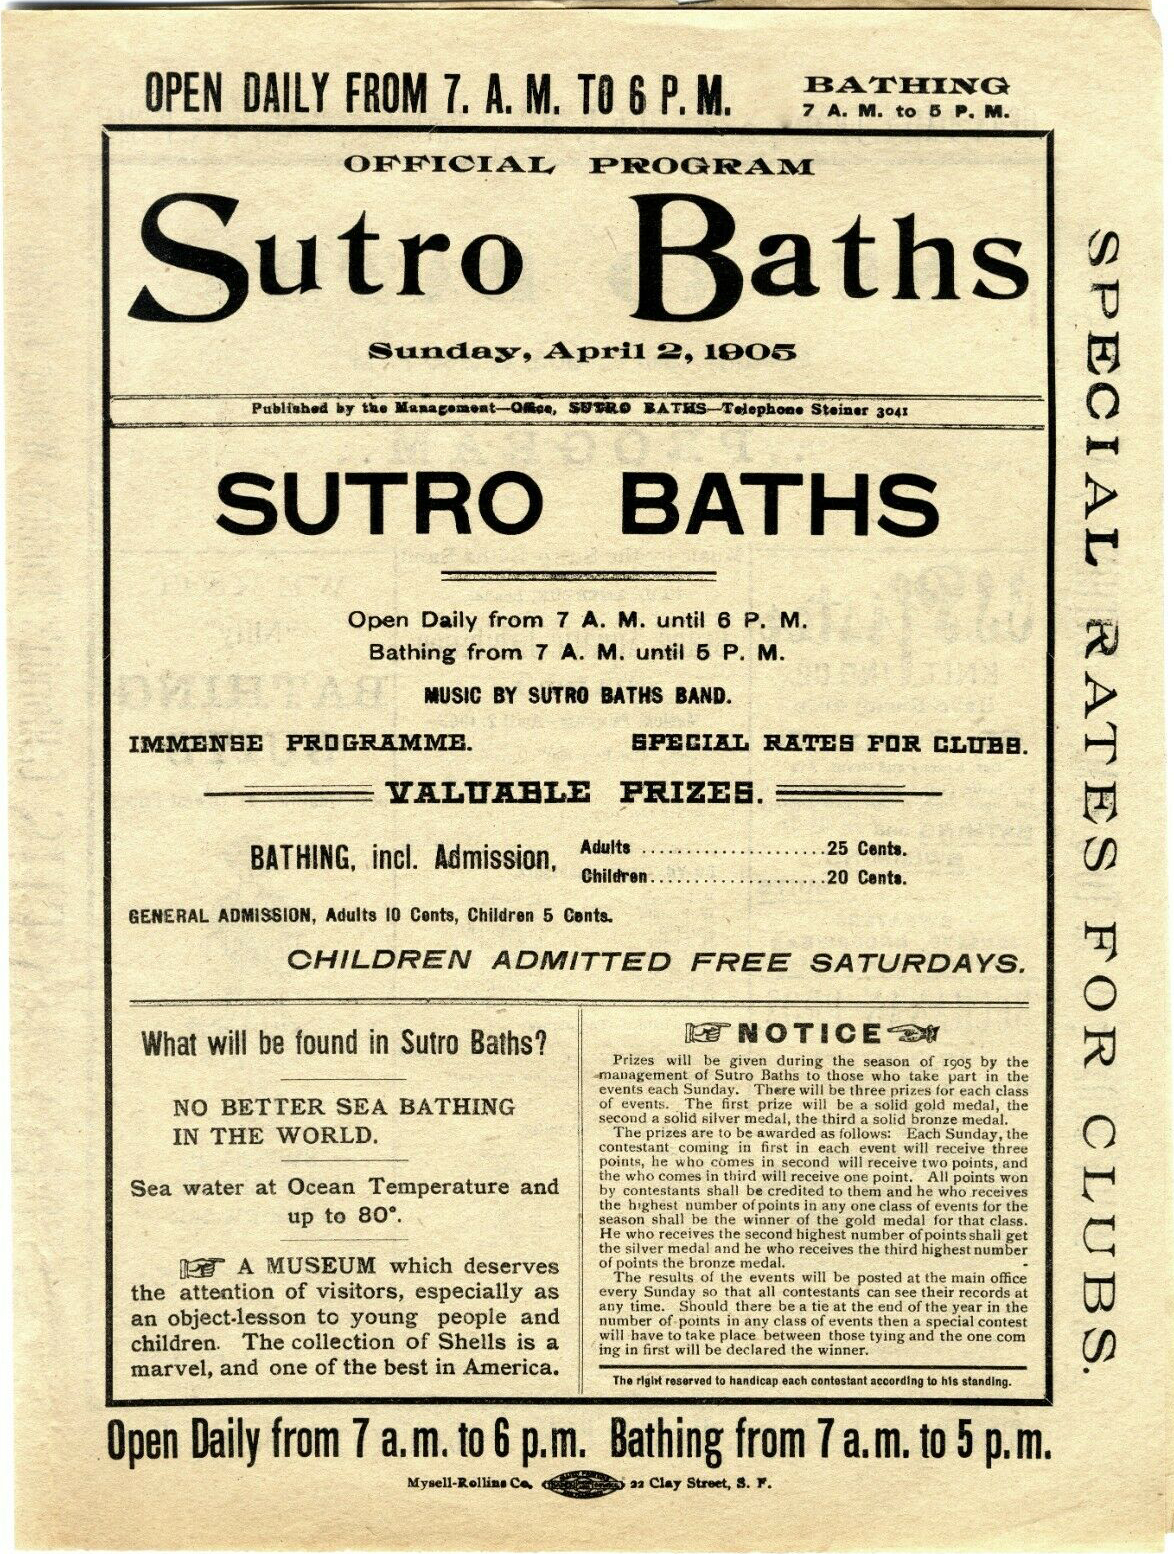 OPEN DAILY FROM 7. A. M. TO 6 P. M.
BATHING
7 A. M. to 5 P. M.
OFFICIAL PROGRAM
Sutro Baths
Sunday, April 2, 1905
Published by the Management—Office, SUTRO BATHS—Telephone Steiner 3041
SUTRO BATHS
Open Daily from 7 A. M. until 6 P. M.
Bathing from 7 A. M. until 5 P. M.
MUSIC BY SUTRO BATHS BAND.
IMMENSE PROGRAMME. SPECIAL RATES FOR CLUBS.
VALUABLE PRIZES.
BATHING, incl. Admission,
Adults .....................25 Cents.
Children....................20 Cents.
GENERAL ADMISSION, Adults 10 Cents, Children 5 Cents.
CHILDREN ADMITTED FREE SATURDAYS.
What will be found in Sutro Baths?
NO BETTER SEA BATHING
IN THE WORLD.
Sea water at Ocean Temperature and
up to 80°.
☞ A MUSEUM which deserves
the attention of visitors, especially as
an object-lesson to young people and
children. The collection of Shells is a
marvel, and one of the best in America.
☞NOTICE☜
Prizes will be given during the season of 1905 by the
management of Sutro Baths to those who take part in the
events each Sunday. There will be three prizes for each class
of events. The first prize will be a solid gold medal, the
second a solid silver medal, the third a solid bronze medal.
The prizes are to be awarded as follows: Each Sunday, the
contestant coming in first in each event will receive three
points, he who comes in second will receive two points, and
the who comes in third will receive one point. All points won
by contestants shall be credited to them and he who receives
the highest number of points in any one class of events for the
season shall be the winner of the gold medal for that class.
He who receives the second highest number of points shall get
the silver medal and he who receives the third highest number
of points the bronze medal.
The results of the events will be posted at the main office
every Sunday so that all contestants can see their records at
any time. Should there be a tie at the end of the year in the
number of points in any class of events then a special contest
will have to take place between those tying and the one com
ing in first will be declared the winner.
The right reserved to handicap each contestant according to his standing.
SPECIAL RATES FOR CLUBS.
Open Daily from 7 a.m. to 6 p.m. Bathing from 7 a.m. to 5 p.m.
Mysell-Rollins Co. 22 Clay Street, S. F.